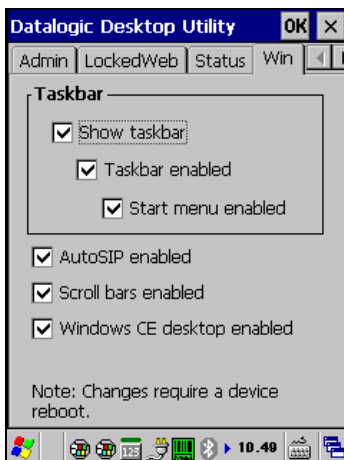 Datalogic Desktop Utility OK
Admin LockedWeb Status Win
Taskbar
Show taskbar
Taskbar enabled
Start menu enabled
AutoSIP enabled
Scroll bars enabled
Windows CE desktop enabled
Note: Changes require a device
reboot.
123 10.49